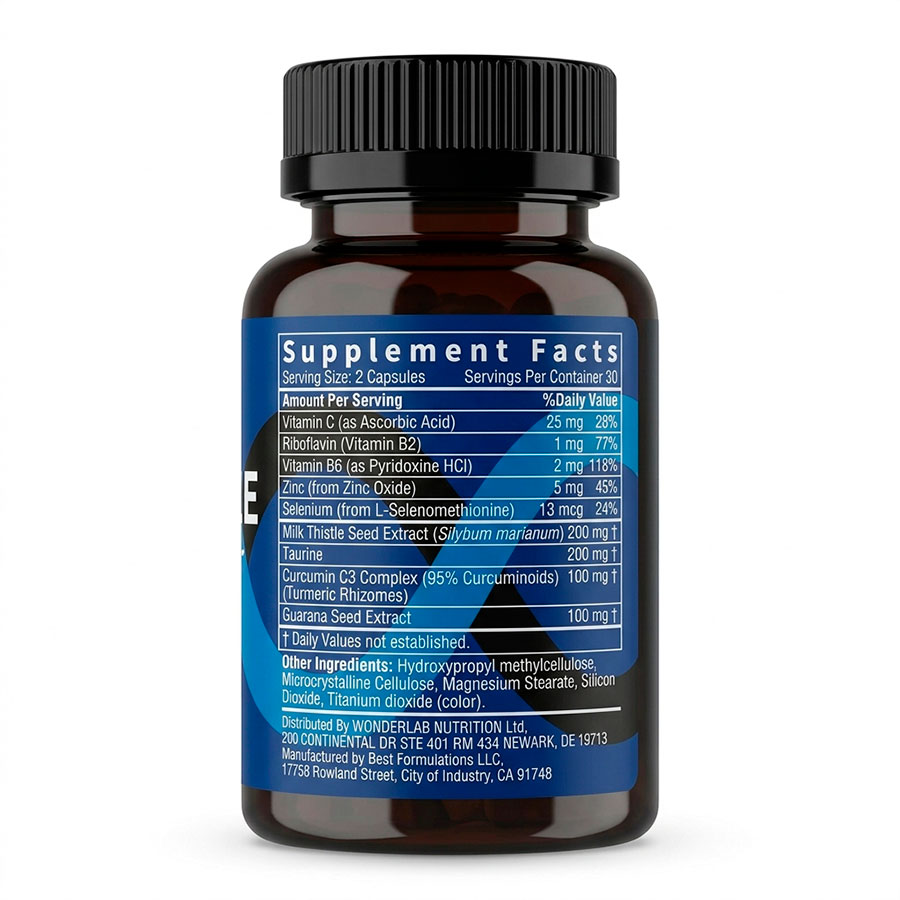 Supplement Facts
Serving Size: 2 Capsules Servings Per Container 30
Amount Per Serving %Daily Value
Vitamin C (as Ascorbic Acid) 25 mg 28%
Riboflavin (Vitamin B2) 1 mg 77%
Vitamin B6 (as Pyridoxine HCl) 2 mg 118%
Zinc (from Zinc Oxide) 5 mg 45%
Selenium (from L-Selenomethionine) 13 mcg 24%
Milk Thistle Seed Extract (Silybum marianum) 200 mg †
Taurine 200 mg †
Curcumin C3 Complex (95% Curcuminoids) 100 mg †
(Turmeric Rhizomes)
Guarana Seed Extract 100 mg †
† Daily Values not established.
Other Ingredients: Hydroxypropyl methylcellulose,
Microcrystalline Cellulose, Magnesium Stearate, Silicon
Dioxide, Titanium dioxide (color).
Distributed By WONDERLAB NUTRITION Ltd,
200 CONTINENTAL DR STE 401 RM 434 NEWARK, DE 19713
Manufactured by Best Formulations LLC,
17758 Rowland Street, City of Industry, CA 91748